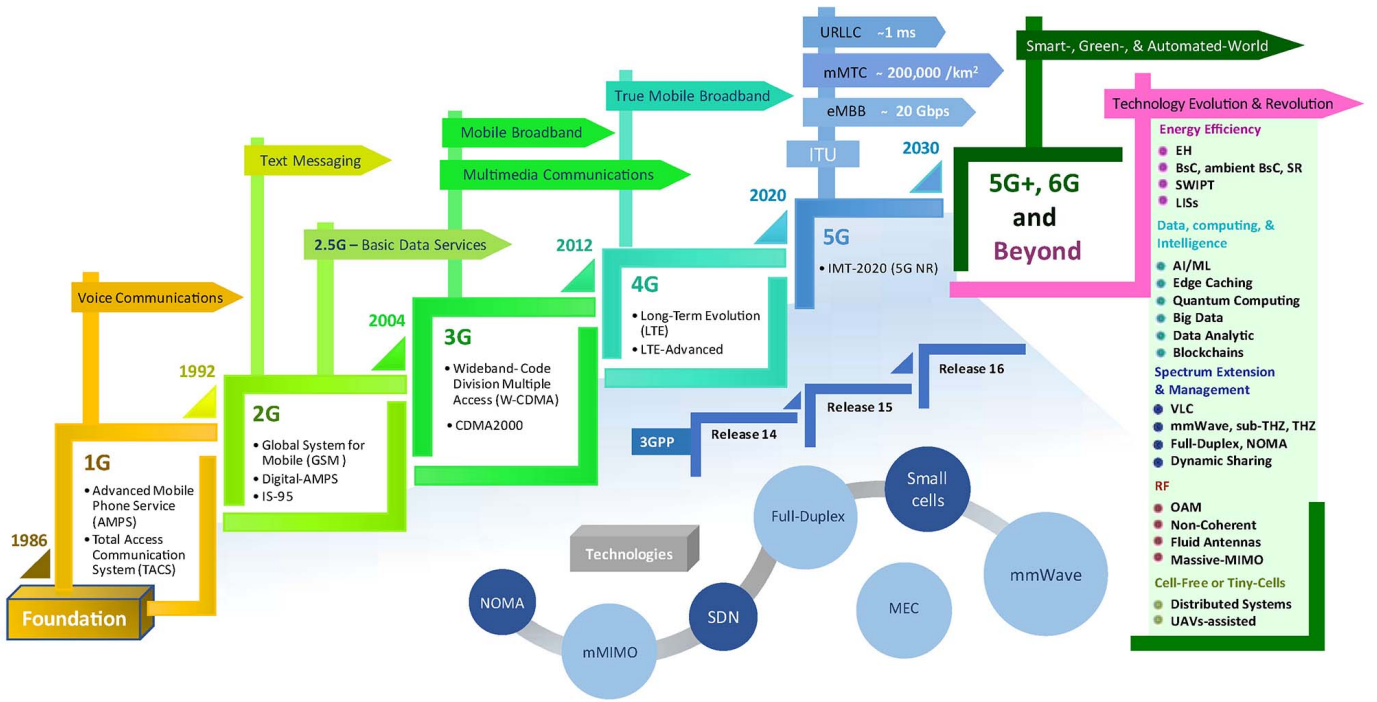 1986
Foundation
Voice Communications
1G
• Advanced Mobile
Phone Service
(AMPS)
• Total Access
Communication
System (TACS)
1992
Text Messaging
2.5G – Basic Data Services
2G
• Global System for
Mobile (GSM )
• Digital-AMPS
• IS-95
2004
Mobile Broadband
Multimedia Communications
3G
• Wideband- Code
Division Multiple
Access (W-CDMA)
• CDMA2000
2012
True Mobile Broadband
4G
• Long-Term Evolution
(LTE)
• LTE-Advanced
2020
URLLC ~1 ms
mMTC ~ 200,000 /km²
eMBB ~ 20 Gbps
ITU
5G
• IMT-2020 (5G NR)
2030
Smart-, Green-, & Automated-World
5G+, 6G
and
Beyond
3GPP
Release 14
Release 15
Release 16
Technologies
NOMA
mMIMO
SDN
Full-Duplex
Small
cells
MEC
mmWave
Technology Evolution & Revolution
Energy Efficiency
EH
BsC, ambient BsC, SR
SWIPT
LISs
Data, computing, &
Intelligence
AI/ML
Edge Caching
Quantum Computing
Big Data
Data Analytic
Blockchains
Spectrum Extension
& Management
VLC
mmWave, sub-THZ, THZ
Full-Duplex, NOMA
Dynamic Sharing
RF
OAM
Non-Coherent
Fluid Antennas
Massive-MIMO
Cell-Free or Tiny-Cells
Distributed Systems
UAVs-assisted